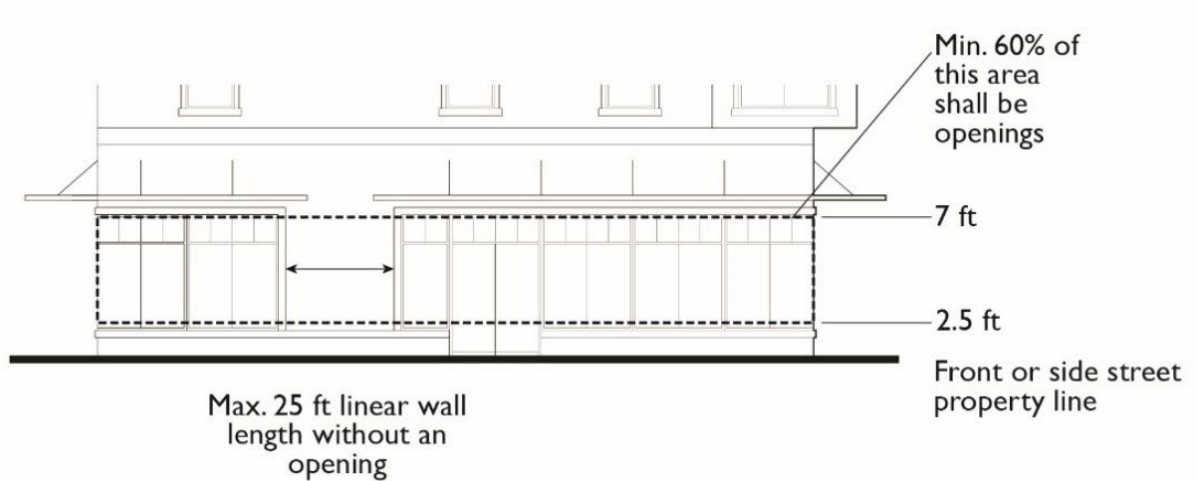 Min. 60% of
this area
shall be
openings
7 ft
2.5 ft
Front or side street
property line
Max. 25 ft linear wall
length without an
opening